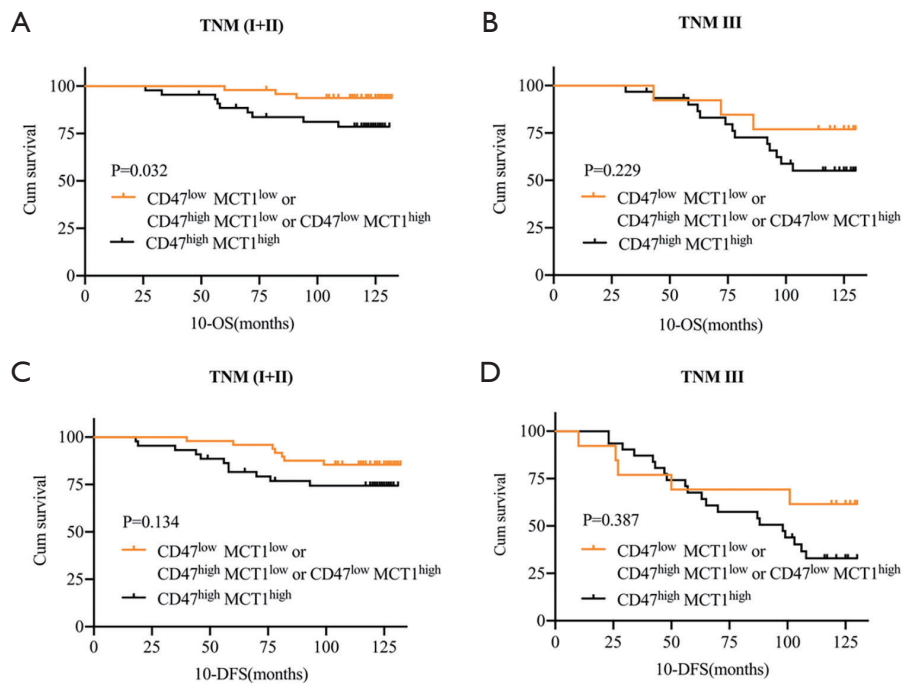 A
TNM (I+II)
Cum survival
100
75
50
25
0
P=0.032
CD47low MCT1low or
CD47high MCT1low or CD47low MCT1high
CD47high MCT1high
0 25 50 75 100 125
10-OS(months)
B
TNM III
Cum survival
100
75
50
25
0
P=0.229
CD47low MCT1low or
CD47high MCT1low or CD47low MCT1high
CD47high MCT1high
0 25 50 75 100 125
10-OS(months)
C
TNM (I+II)
Cum survival
100
75
50
25
0
P=0.134
CD47low MCT1low or
CD47high MCT1low or CD47low MCT1high
CD47high MCT1high
0 25 50 75 100 125
10-DFS(months)
D
TNM III
Cum survival
100
75
50
25
0
P=0.387
CD47low MCT1low or
CD47high MCT1low or CD47low MCT1high
CD47high MCT1high
0 25 50 75 100 125
10-DFS(months)